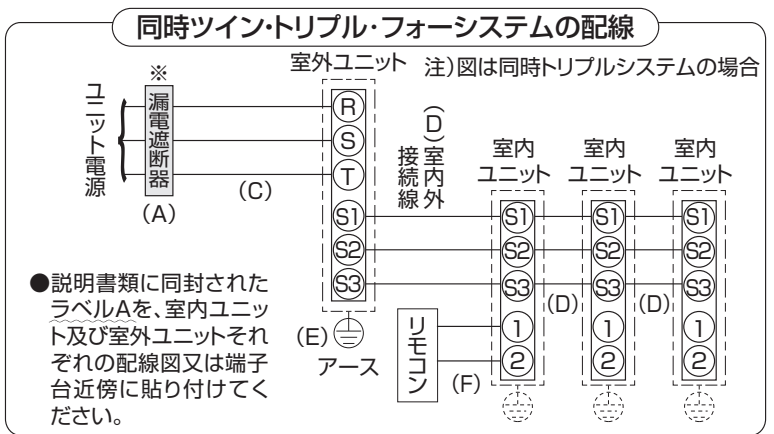 同時ツイン・トリプル・フォーシステムの配線
室外ユニット
注)図は同時トリプルシステムの場合
※
ユニット電源
漏電遮断器
(A)
(C)
R
S
T
S1
S2
S3
(D)室内外
接続線
室内
ユニット
室内
ユニット
室内
ユニット
S1
S2
S3
1
2
(D)
S1
S2
S3
1
2
(D)
S1
S2
S3
1
2
(E)
アース
リモコン
(F)
●説明書類に同封された
ラベルAを、室内ユニッ
ト及び室外ユニットそれ
ぞれの配線図又は端子
台近傍に貼り付けてく
ださい。